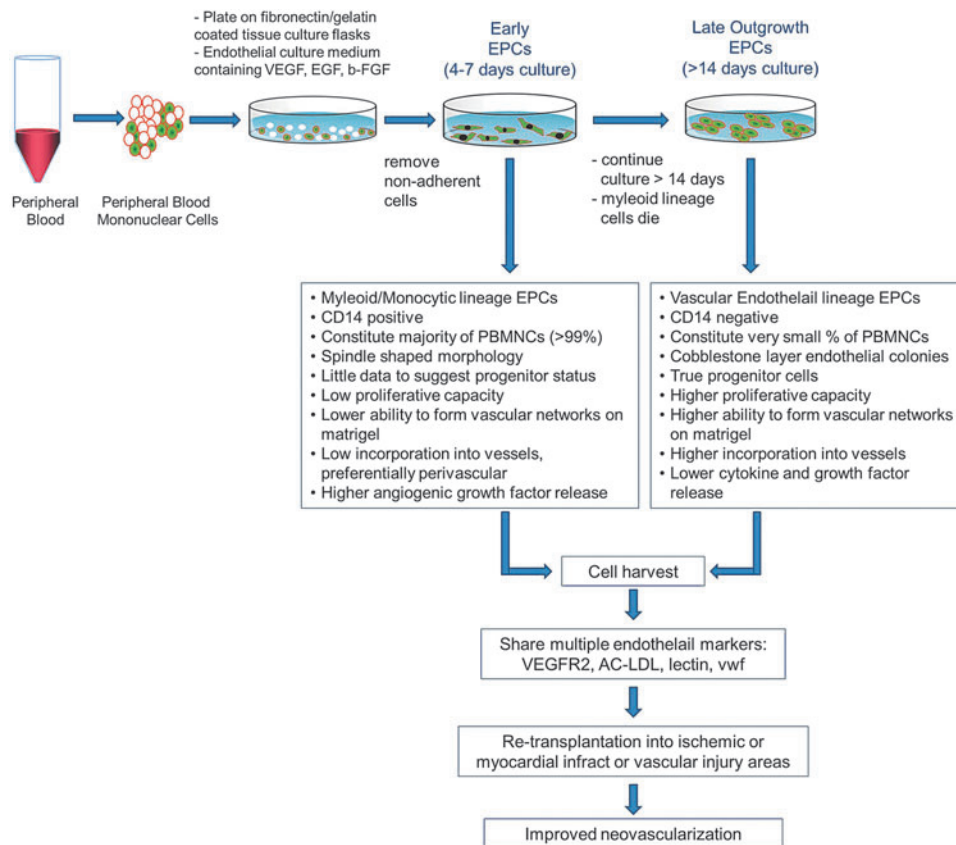 - Plate on fibronectin/gelatin
coated tissue culture flasks
- Endothelial culture medium
containing VEGF, EGF, b-FGF
Early
EPCs
(4-7 days culture)
Late Outgrowth
EPCs
(>14 days culture)
Peripheral
Blood
Peripheral Blood
Mononuclear Cells
remove
non-adherent
cells
- continue
culture > 14 days
- myleoid lineage
cells die
• Myleoid/Monocytic lineage EPCs
• CD14 positive
• Constitute majority of PBMNCs (>99%)
• Spindle shaped morphology
• Little data to suggest progenitor status
• Low proliferative capacity
• Lower ability to form vascular networks on
matrigel
• Low incorporation into vessels,
preferentially perivascular
• Higher angiogenic growth factor release
• Vascular Endothelail lineage EPCs
• CD14 negative
• Constitute very small % of PBMNCs
• Cobblestone layer endothelial colonies
• True progenitor cells
• Higher proliferative capacity
• Higher ability to form vascular networks
on matrigel
• Higher incorporation into vessels
• Lower cytokine and growth factor
release
Cell harvest
Share multiple endothelail markers:
VEGFR2, AC-LDL, lectin, vwf
Re-transplantation into ischemic or
myocardial infract or vascular injury areas
Improved neovascularization